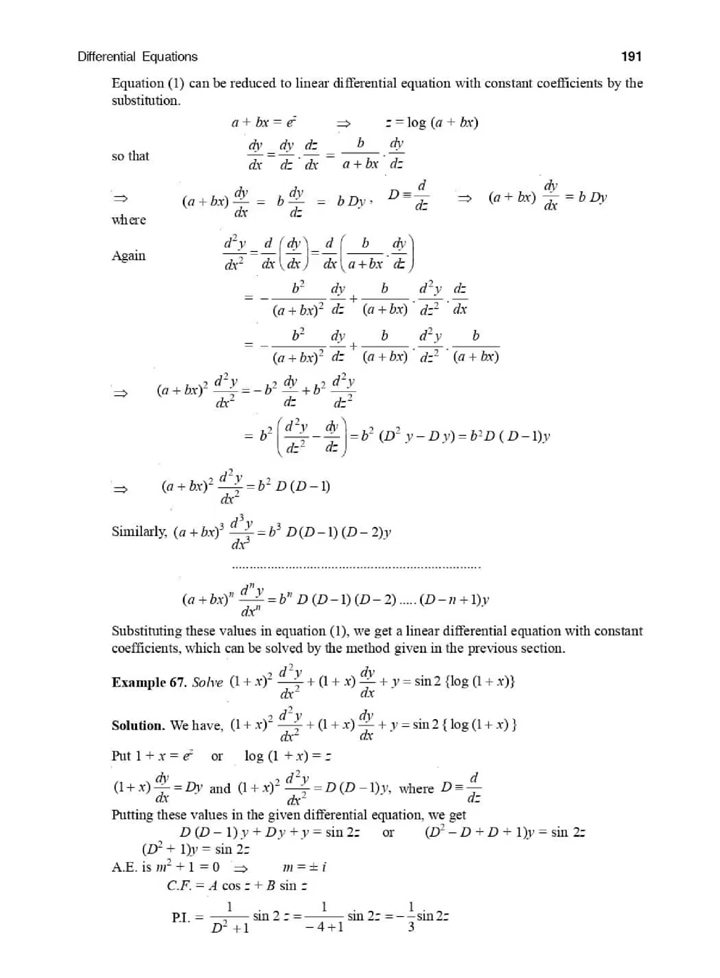 Differential Equations 191
Equation (1) can be reduced to linear differential equation with constant coefficients by the
substitution.
a + bx = e^z ⇒ z = log (a + bx)
so that dy/dx = dy/dz . dz/dx = b/(a + bx) . dy/dz
⇒ (a + bx) dy/dx = b dy/dz = b Dy , D ≡ d/dz ⇒ (a + bx) dy/dx = b Dy
where
Again d²y/dx² = d/dx (dy/dx) = d/dx (b/(a + bx) . dy/dz)
= – b²/(a + bx)² dy/dz + b/(a + bx) . d²y/dz² . dz/dx
= – b²/(a + bx)² dy/dz + b/(a + bx) . d²y/dz² . b/(a + bx)
⇒ (a + bx)² d²y/dx² = – b² dy/dz + b² d²y/dz²
= b² (d²y/dz² – dy/dz) = b² (D² y – D y) = b² D ( D – 1)y
⇒ (a + bx)² d²y/dx² = b² D (D – 1)
Similarly, (a + bx)³ d³y/dx³ = b³ D(D – 1) (D – 2)y
.......................................................................
(a + bx)^n d^n y/dx^n = b^n D (D – 1) (D – 2) ..... (D – n + 1)y
Substituting these values in equation (1), we get a linear differential equation with constant
coefficients, which can be solved by the method given in the previous section.
Example 67. Solve (1 + x)² d²y/dx² + (1 + x) dy/dx + y = sin 2 {log (1 + x)}
Solution. We have, (1 + x)² d²y/dx² + (1 + x) dy/dx + y = sin 2 { log (1 + x) }
Put 1 + x = e^z or log (1 + x) = z
(1 + x) dy/dx = Dy and (1 + x)² d²y/dx² = D (D – 1)y, where D ≡ d/dz
Putting these values in the given differential equation, we get
D (D – 1) y + Dy + y = sin 2z or (D² – D + D + 1)y = sin 2z
(D² + 1)y = sin 2z
A.E. is m² + 1 = 0 ⇒ m = ± i
C.F. = A cos z + B sin z
P.I. = 1/(D² + 1) sin 2 z = 1/(– 4 + 1) sin 2z = – 1/3 sin 2z